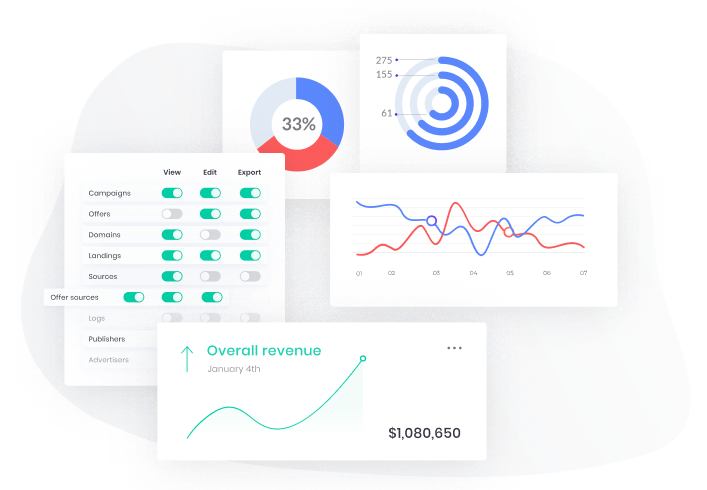 275
155
61
33%
View Edit Export
Campaigns
Offers
Domains
Landings
Sources
Offer sources
Logs
Publishers
Advertisers
01 02 03 04 05 06 07
Overall revenue
January 4th
$1,080,650